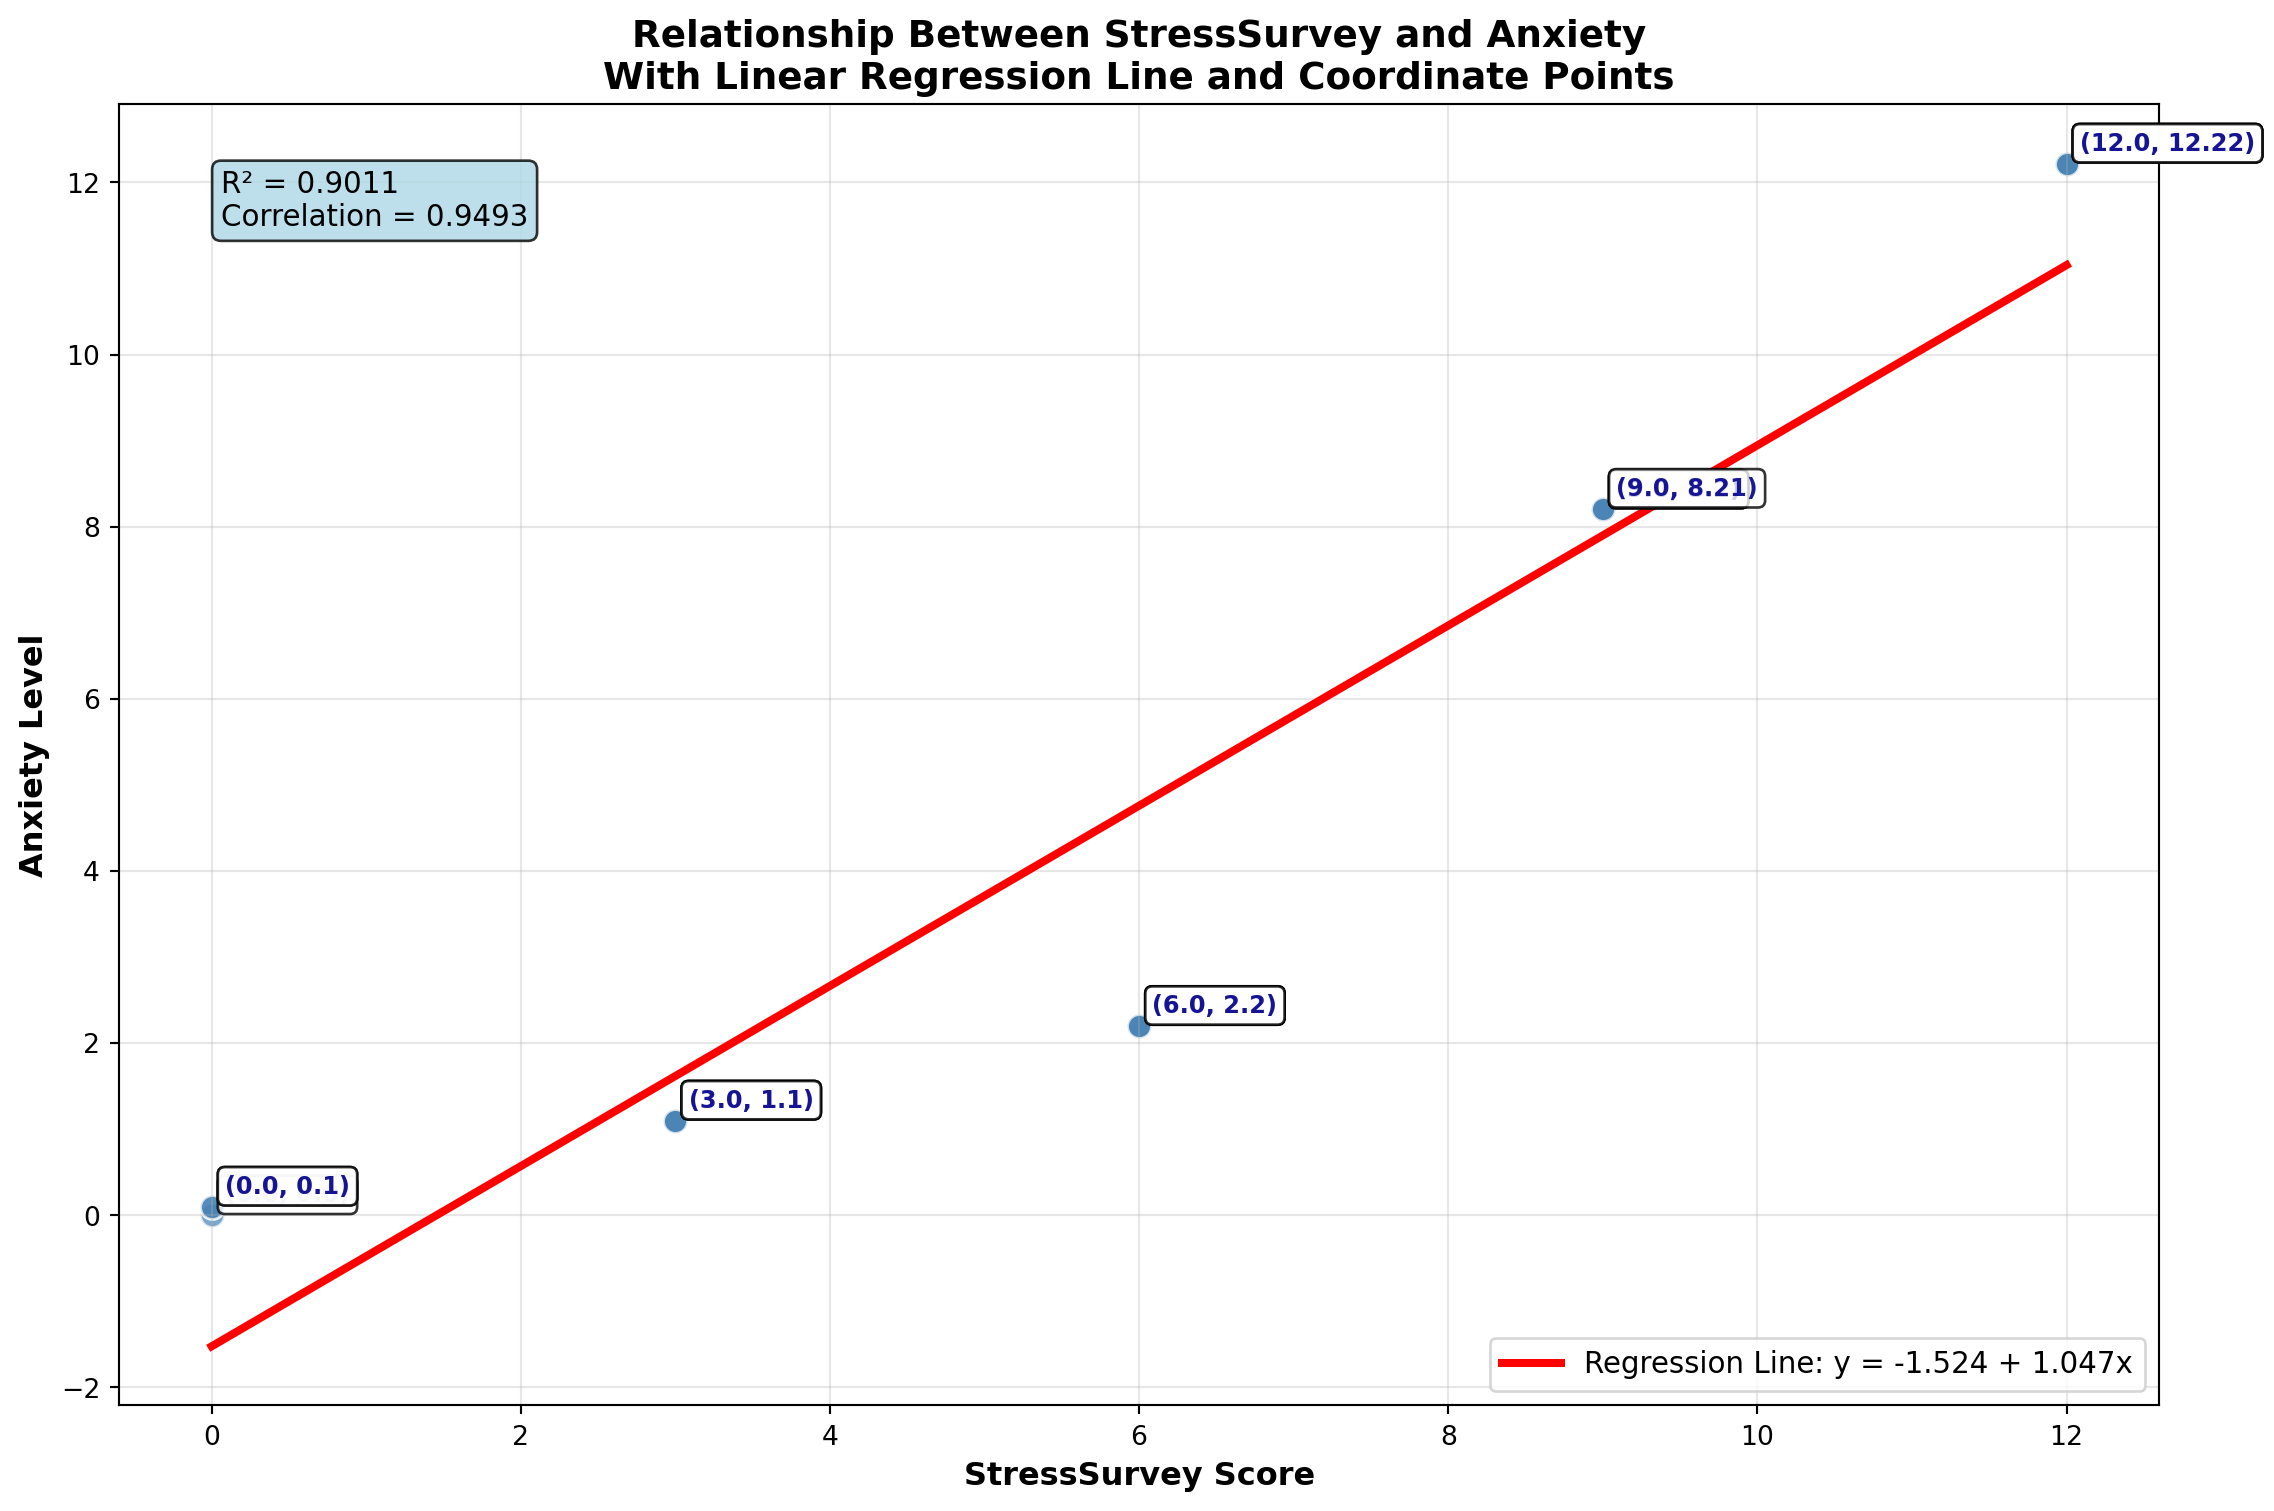 Relationship Between StressSurvey and Anxiety
With Linear Regression Line and Coordinate Points
R² = 0.9011
Correlation = 0.9493
(12.0, 12.22)
(9.0, 8.21)
(6.0, 2.2)
(3.0, 1.1)
(0.0, 0.1)
Anxiety Level
12
10
8
6
4
2
0
−2
Regression Line: y = -1.524 + 1.047x
0
2
4
6
8
10
12
StressSurvey Score